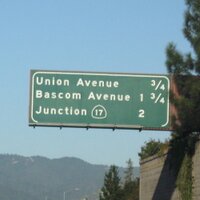 Union Avenue 3/4
Bascom Avenue 1 3/4
Junction 17 2